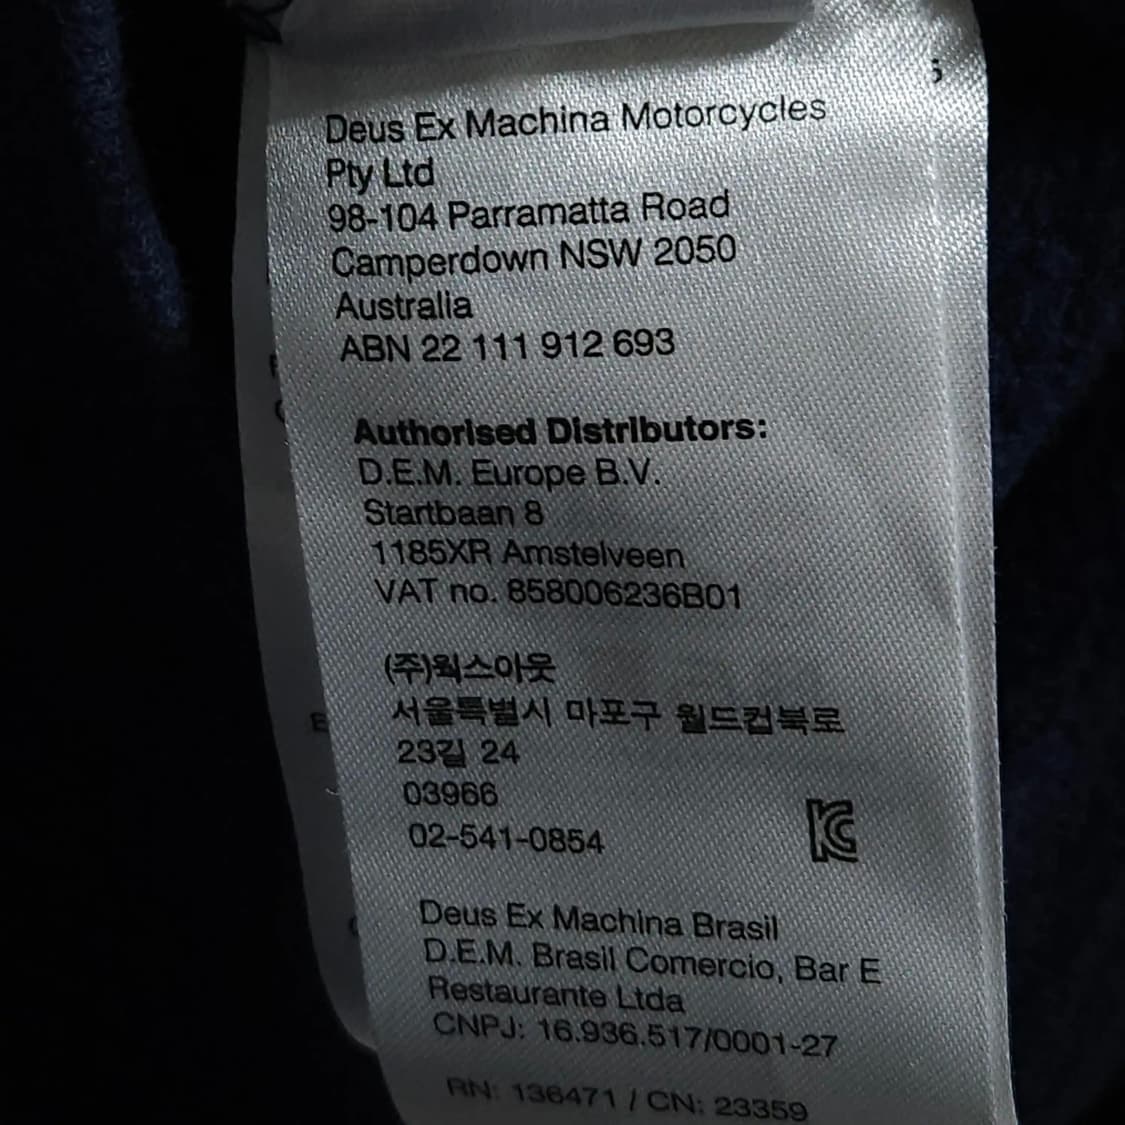 Deus Ex Machina Motorcycles
Pty Ltd
98-104 Parramatta Road
Camperdown NSW 2050
Australia
ABN 22 111 912 693
Authorised Distributors:
D.E.M. Europe B.V.
Startbaan 8
1185XR Amstelveen
VAT no. 858006236B01
(주)웍스아웃
서울특별시 마포구 월드컵북로
23길 24
03966
02-541-0854
KC
Deus Ex Machina Brasil
D.E.M. Brasil Comercio, Bar E
Restaurante Ltda
CNPJ: 16.936.517/0001-27
RN: 136471 / CN: 23359